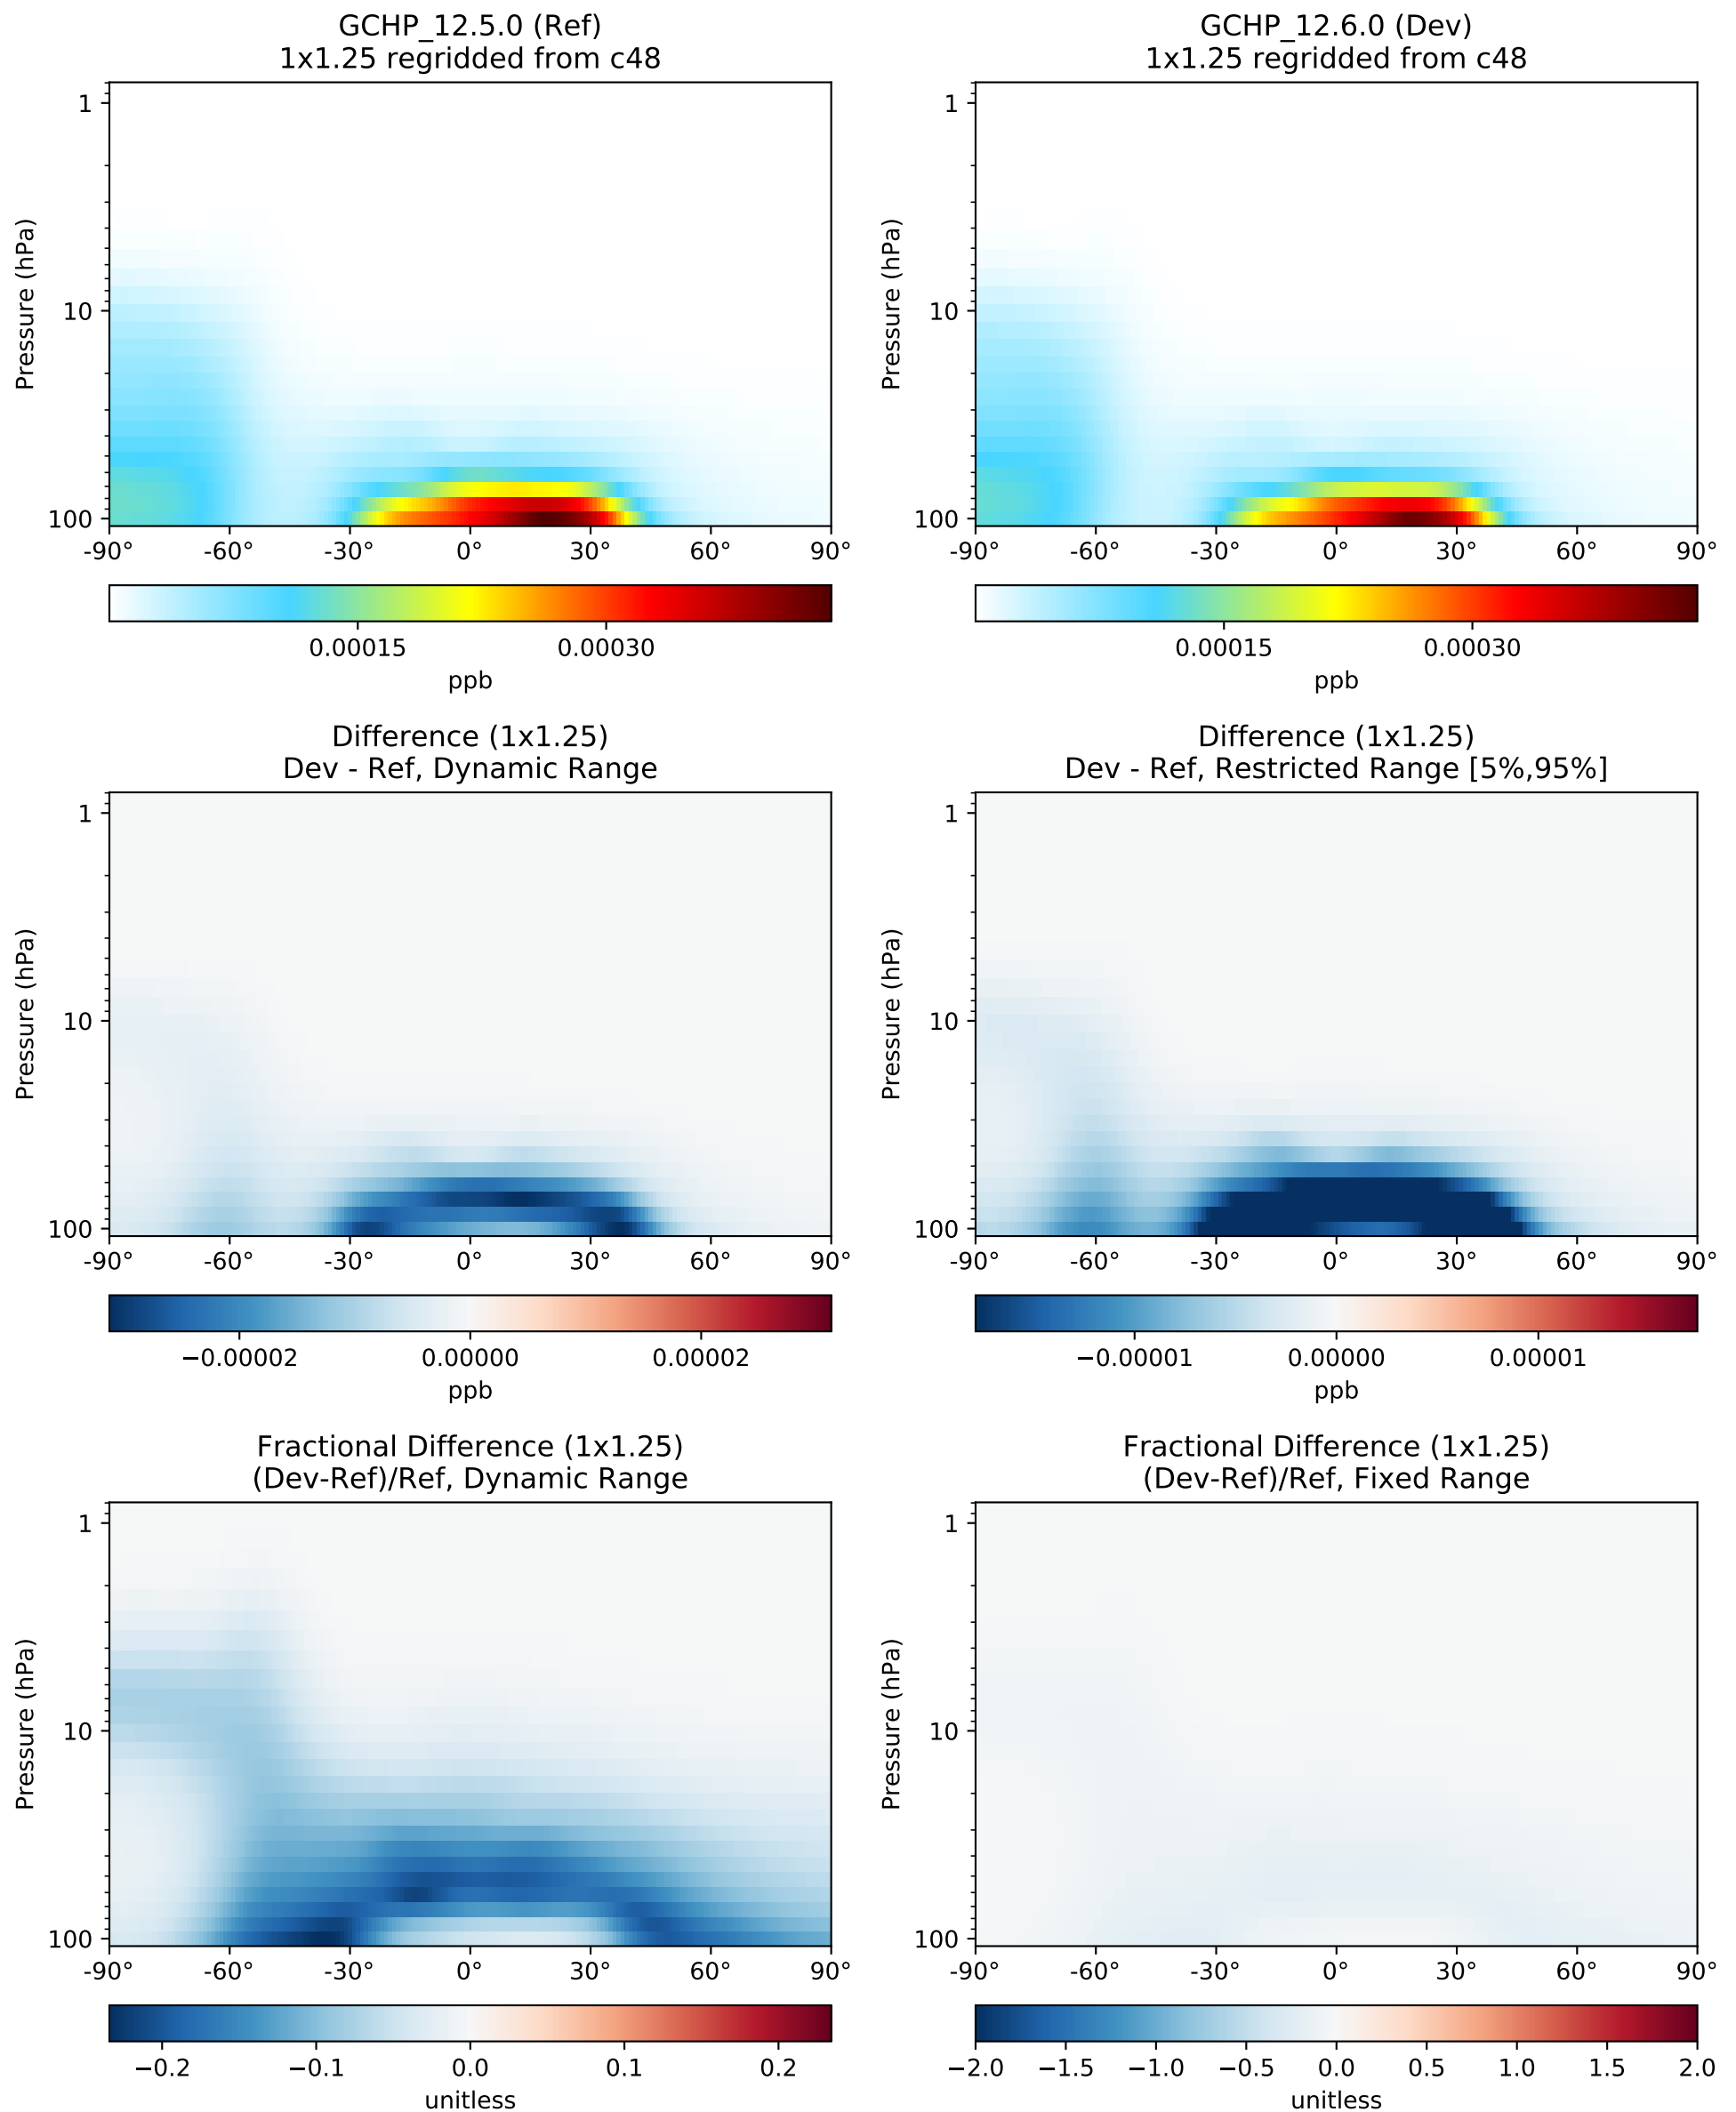 GCHP_12.5.0 (Ref)
1x1.25 regridded from c48
Pressure (hPa)
1
10
100
-90° -60° -30° 0° 30° 60° 90°
0.00015 0.00030
ppb
GCHP_12.6.0 (Dev)
1x1.25 regridded from c48
Pressure (hPa)
1
10
100
-90° -60° -30° 0° 30° 60° 90°
0.00015 0.00030
ppb
Difference (1x1.25)
Dev - Ref, Dynamic Range
Pressure (hPa)
1
10
100
-90° -60° -30° 0° 30° 60° 90°
−0.00002 0.00000 0.00002
ppb
Difference (1x1.25)
Dev - Ref, Restricted Range [5%,95%]
Pressure (hPa)
1
10
100
-90° -60° -30° 0° 30° 60° 90°
−0.00001 0.00000 0.00001
ppb
Fractional Difference (1x1.25)
(Dev-Ref)/Ref, Dynamic Range
Pressure (hPa)
1
10
100
-90° -60° -30° 0° 30° 60° 90°
−0.2 −0.1 0.0 0.1 0.2
unitless
Fractional Difference (1x1.25)
(Dev-Ref)/Ref, Fixed Range
Pressure (hPa)
1
10
100
-90° -60° -30° 0° 30° 60° 90°
−2.0 −1.5 −1.0 −0.5 0.0 0.5 1.0 1.5 2.0
unitless